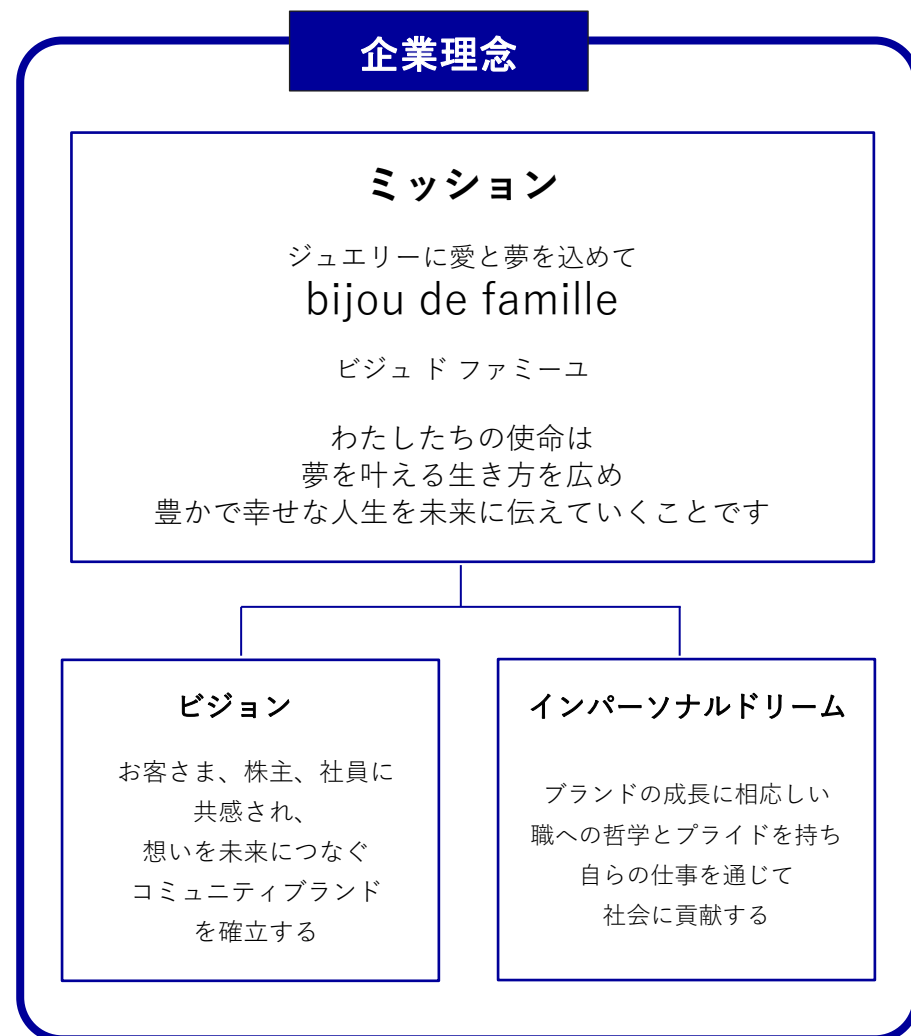 企業理念
ミッション
ジュエリーに愛と夢を込めて
bijou de famille
ビジュ ド ファミーユ
わたしたちの使命は
夢を叶える生き方を広め
豊かで幸せな人生を未来に伝えていくことです
ビジョン
お客さま、株主、社員に
共感され、
想いを未来につなぐ
コミュニティブランド
を確立する
インパーソナルドリーム
ブランドの成長に相応しい
職への哲学とプライドを持ち
自らの仕事を通じて
社会に貢献する